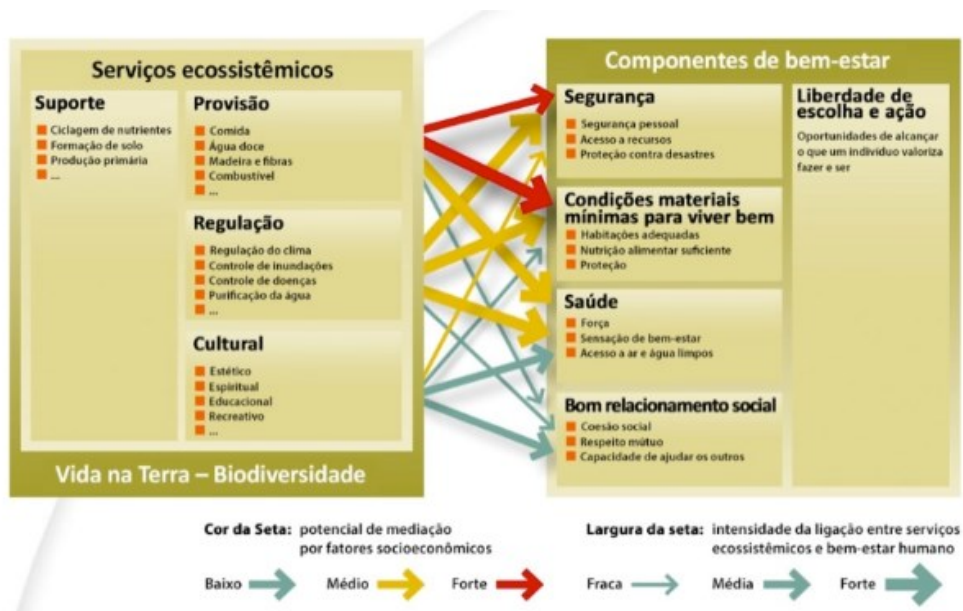 Serviços ecossistêmicos
Suporte
Ciclagem de nutrientes
Formação de solo
Produção primária
...
Provisão
Comida
Água doce
Madeira e fibras
Combustível
...
Regulação
Regulação do clima
Controle de inundações
Controle de doenças
Purificação da água
...
Cultural
Estético
Espiritual
Educacional
Recreativo
...
Vida na Terra – Biodiversidade
Componentes de bem-estar
Segurança
Segurança pessoal
Acesso a recursos
Proteção contra desastres
Condições materiais
mínimas para viver bem
Habitações adequadas
Nutrição alimentar suficiente
Proteção
Saúde
Força
Sensação de bem-estar
Acesso a ar e água limpos
Bom relacionamento social
Coesão social
Respeito mútuo
Capacidade de ajudar os outros
Liberdade de
escolha e ação
Oportunidades de alcançar
o que um indivíduo valoriza
fazer e ser
Cor da Seta: potencial de mediação
por fatores socioeconômicos
Baixo Médio Forte
Largura da seta: intensidade da ligação entre serviços
ecossistêmicos e bem-estar humano
Fraca Média Forte